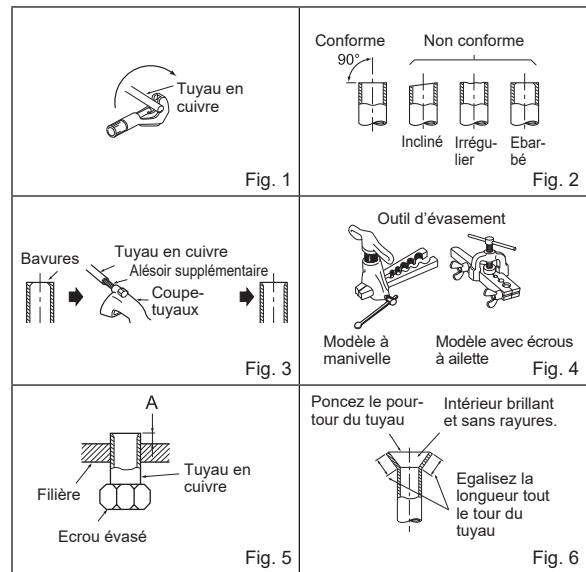 Tuyau en
cuivre
Fig. 1
Conforme
Non conforme
90°
Incliné
Irrégu-
lier
Ebar-
bé
Fig. 2
Bavures
Tuyau en cuivre
Alésoir supplémentaire
Coupe-
tuyaux
Fig. 3
Outil d'évasement
Modèle à
manivelle
Modèle avec écrous
à ailette
Fig. 4
A
Tuyau en
cuivre
Filière
Ecrou évasé
Fig. 5
Poncez le pour-
tour du tuyau
Intérieur brillant
et sans rayures.
Egalisez la
longueur tout
le tour du
tuyau
Fig. 6